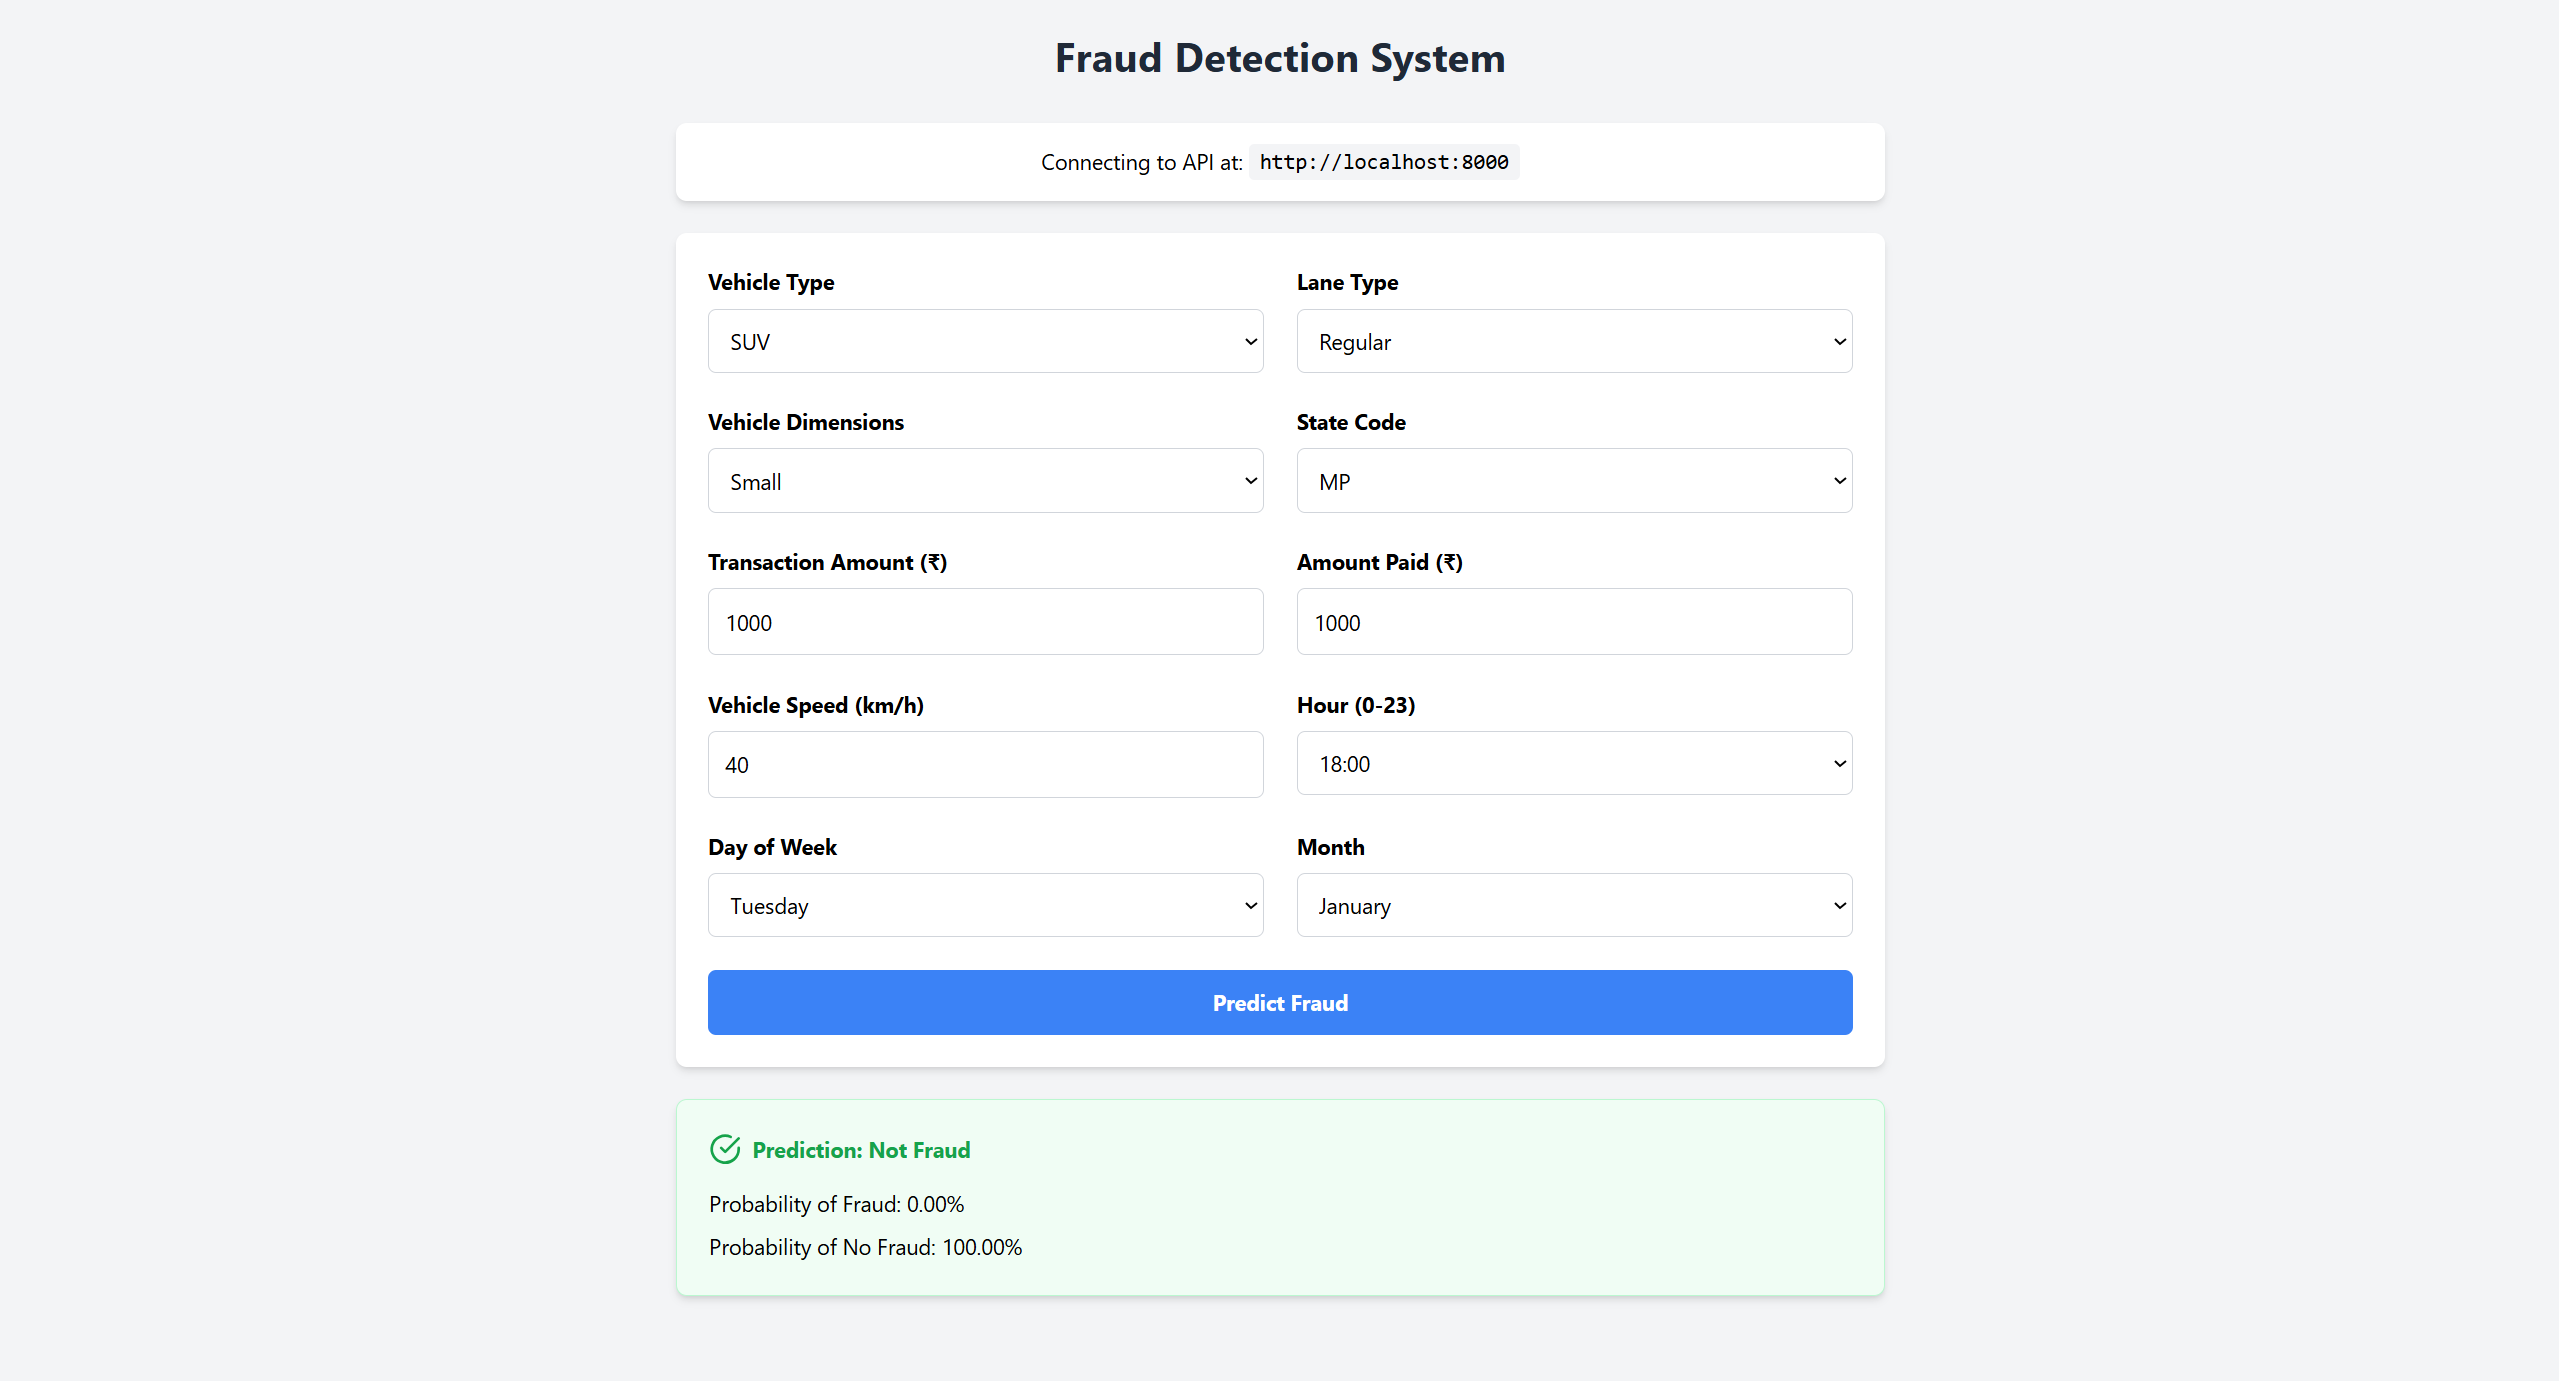 Fraud Detection System
Connecting to API at: http://localhost:8000
Vehicle Type
SUV
Lane Type
Regular
Vehicle Dimensions
Small
State Code
MP
Transaction Amount (₹)
1000
Amount Paid (₹)
1000
Vehicle Speed (km/h)
40
Hour (0-23)
18:00
Day of Week
Tuesday
Month
January
Predict Fraud
Prediction: Not Fraud
Probability of Fraud: 0.00%
Probability of No Fraud: 100.00%